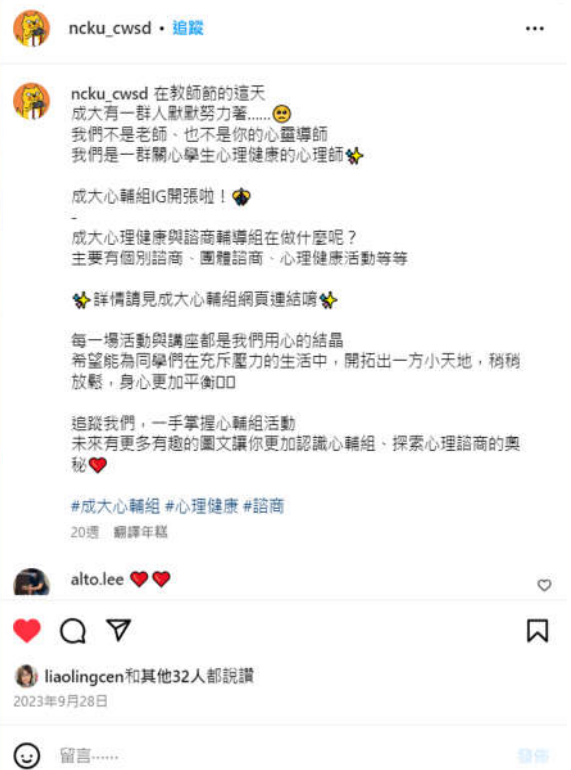 ncku_cwsd • 追蹤
ncku_cwsd 在教師節的這天
成大有一群人默默努力著......🥺
我們不是老師、也不是你的心靈導師
我們是一群關心學生心理健康的心理師✨
成大心輔組IG開張啦！
-
成大心理健康與諮商輔導組在做什麼呢？
主要有個別諮商、團體諮商、心理健康活動等等
✨詳情請見成大心輔組網頁連結唷✨
每一場活動與講座都是我們用心的結晶
希望能為同學們在充斥壓力的生活中，開拓出一方小天地，稍稍
放鬆，身心更加平衡▯▯
追蹤我們，一手掌握心輔組活動
未來有更多有趣的圖文讓你更加認識心輔組、探索心理諮商的奧
秘❤️
#成大心輔組 #心理健康 #諮商
20週 翻譯年糕
alto.lee ❤️❤️
liaolingcen和其他32人都說讚
2023年9月28日
留言......
發佈